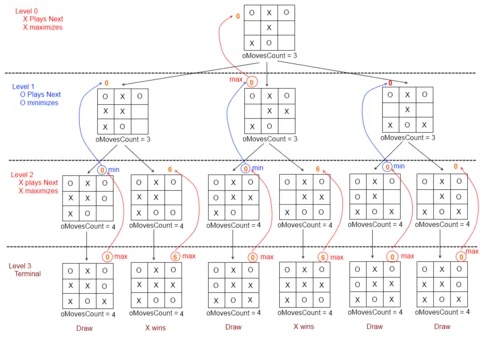 Level 0
X Plays Next
X maximizes
0
O X O
X
X O
oMovesCount = 3
Level 1
O Plays Next
O minimizes
0
max 0
0
O X O
X X
X O
oMovesCount = 3
O X O
X X
X O
oMovesCount = 3
O X O
X
X O X
oMovesCount = 3
Level 2
X plays Next
X maximizes
0 min
6
0 min
6
0 min
0
O X O
X X O
X O
oMovesCount = 4
O X O
X X
X O O
oMovesCount = 4
O X O
O X X
X O
oMovesCount = 4
O X O
X X
X O O
oMovesCount = 4
O X O
O X
X O X
oMovesCount = 4
O X O
X O
X O X
oMovesCount = 4
Level 3
Terminal
0 max
6 max
0 max
6 max
0 max
0 max
O X O
X X O
X O X
oMovesCount = 4
Draw
O X O
X X X
X O O
oMovesCount = 4
X wins
O X O
O X X
X O X
oMovesCount = 4
Draw
O X O
X X X
X O O
oMovesCount = 4
X wins
O X O
O X X
X O X
oMovesCount = 4
Draw
O X O
X X O
X O X
oMovesCount = 4
Draw